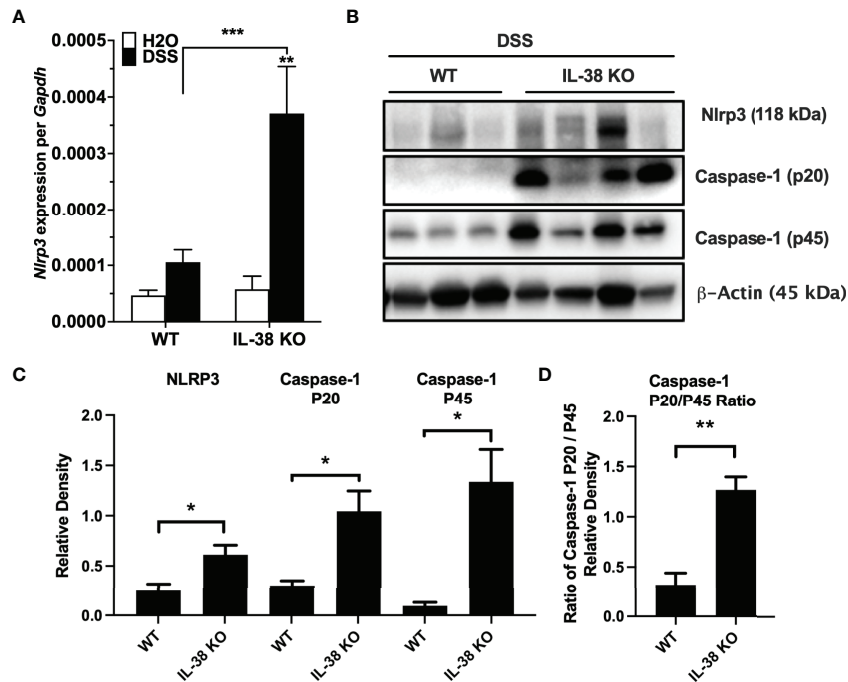 A
Nlrp3 expression per Gapdh
0.0005
0.0004
0.0003
0.0002
0.0001
0.0000
H2O
DSS
***
**
WT
IL-38 KO
B
DSS
WT
IL-38 KO
Nlrp3 (118 kDa)
Caspase-1 (p20)
Caspase-1 (p45)
β-Actin (45 kDa)
C
NLRP3
Caspase-1
P20
Caspase-1
P45
Relative Density
2.0
1.5
1.0
0.5
0.0
*
*
*
WT
IL-38 KO
WT
IL-38 KO
WT
IL-38 KO
D
Caspase-1
P20/P45 Ratio
Ratio of Caspase-1 P20 / P45
Relative Density
2.0
1.5
1.0
0.5
0.0
**
WT
IL-38 KO